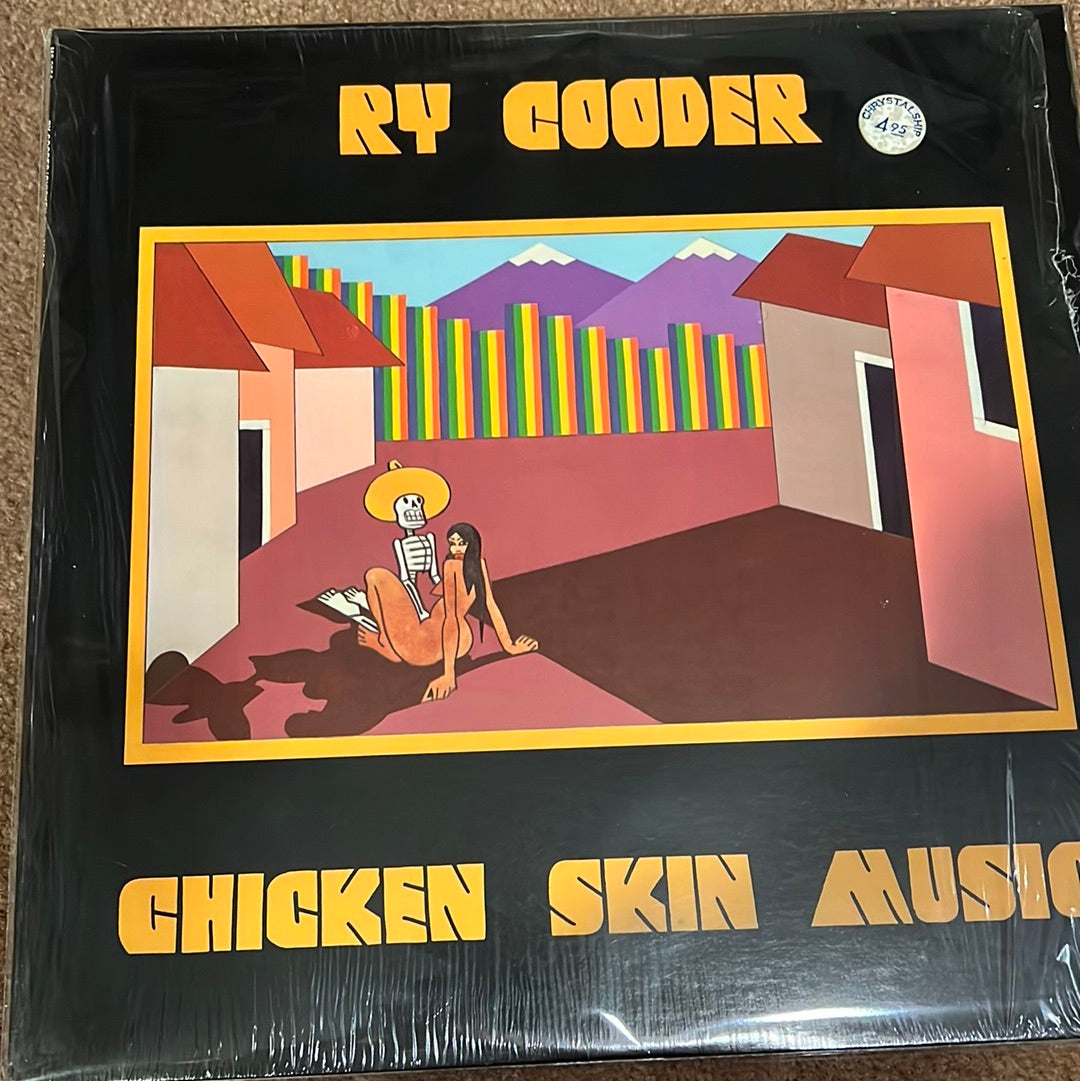 RY COODER
CHRYSTALSHIP
4.95
CHICKEN SKIN MUSIC